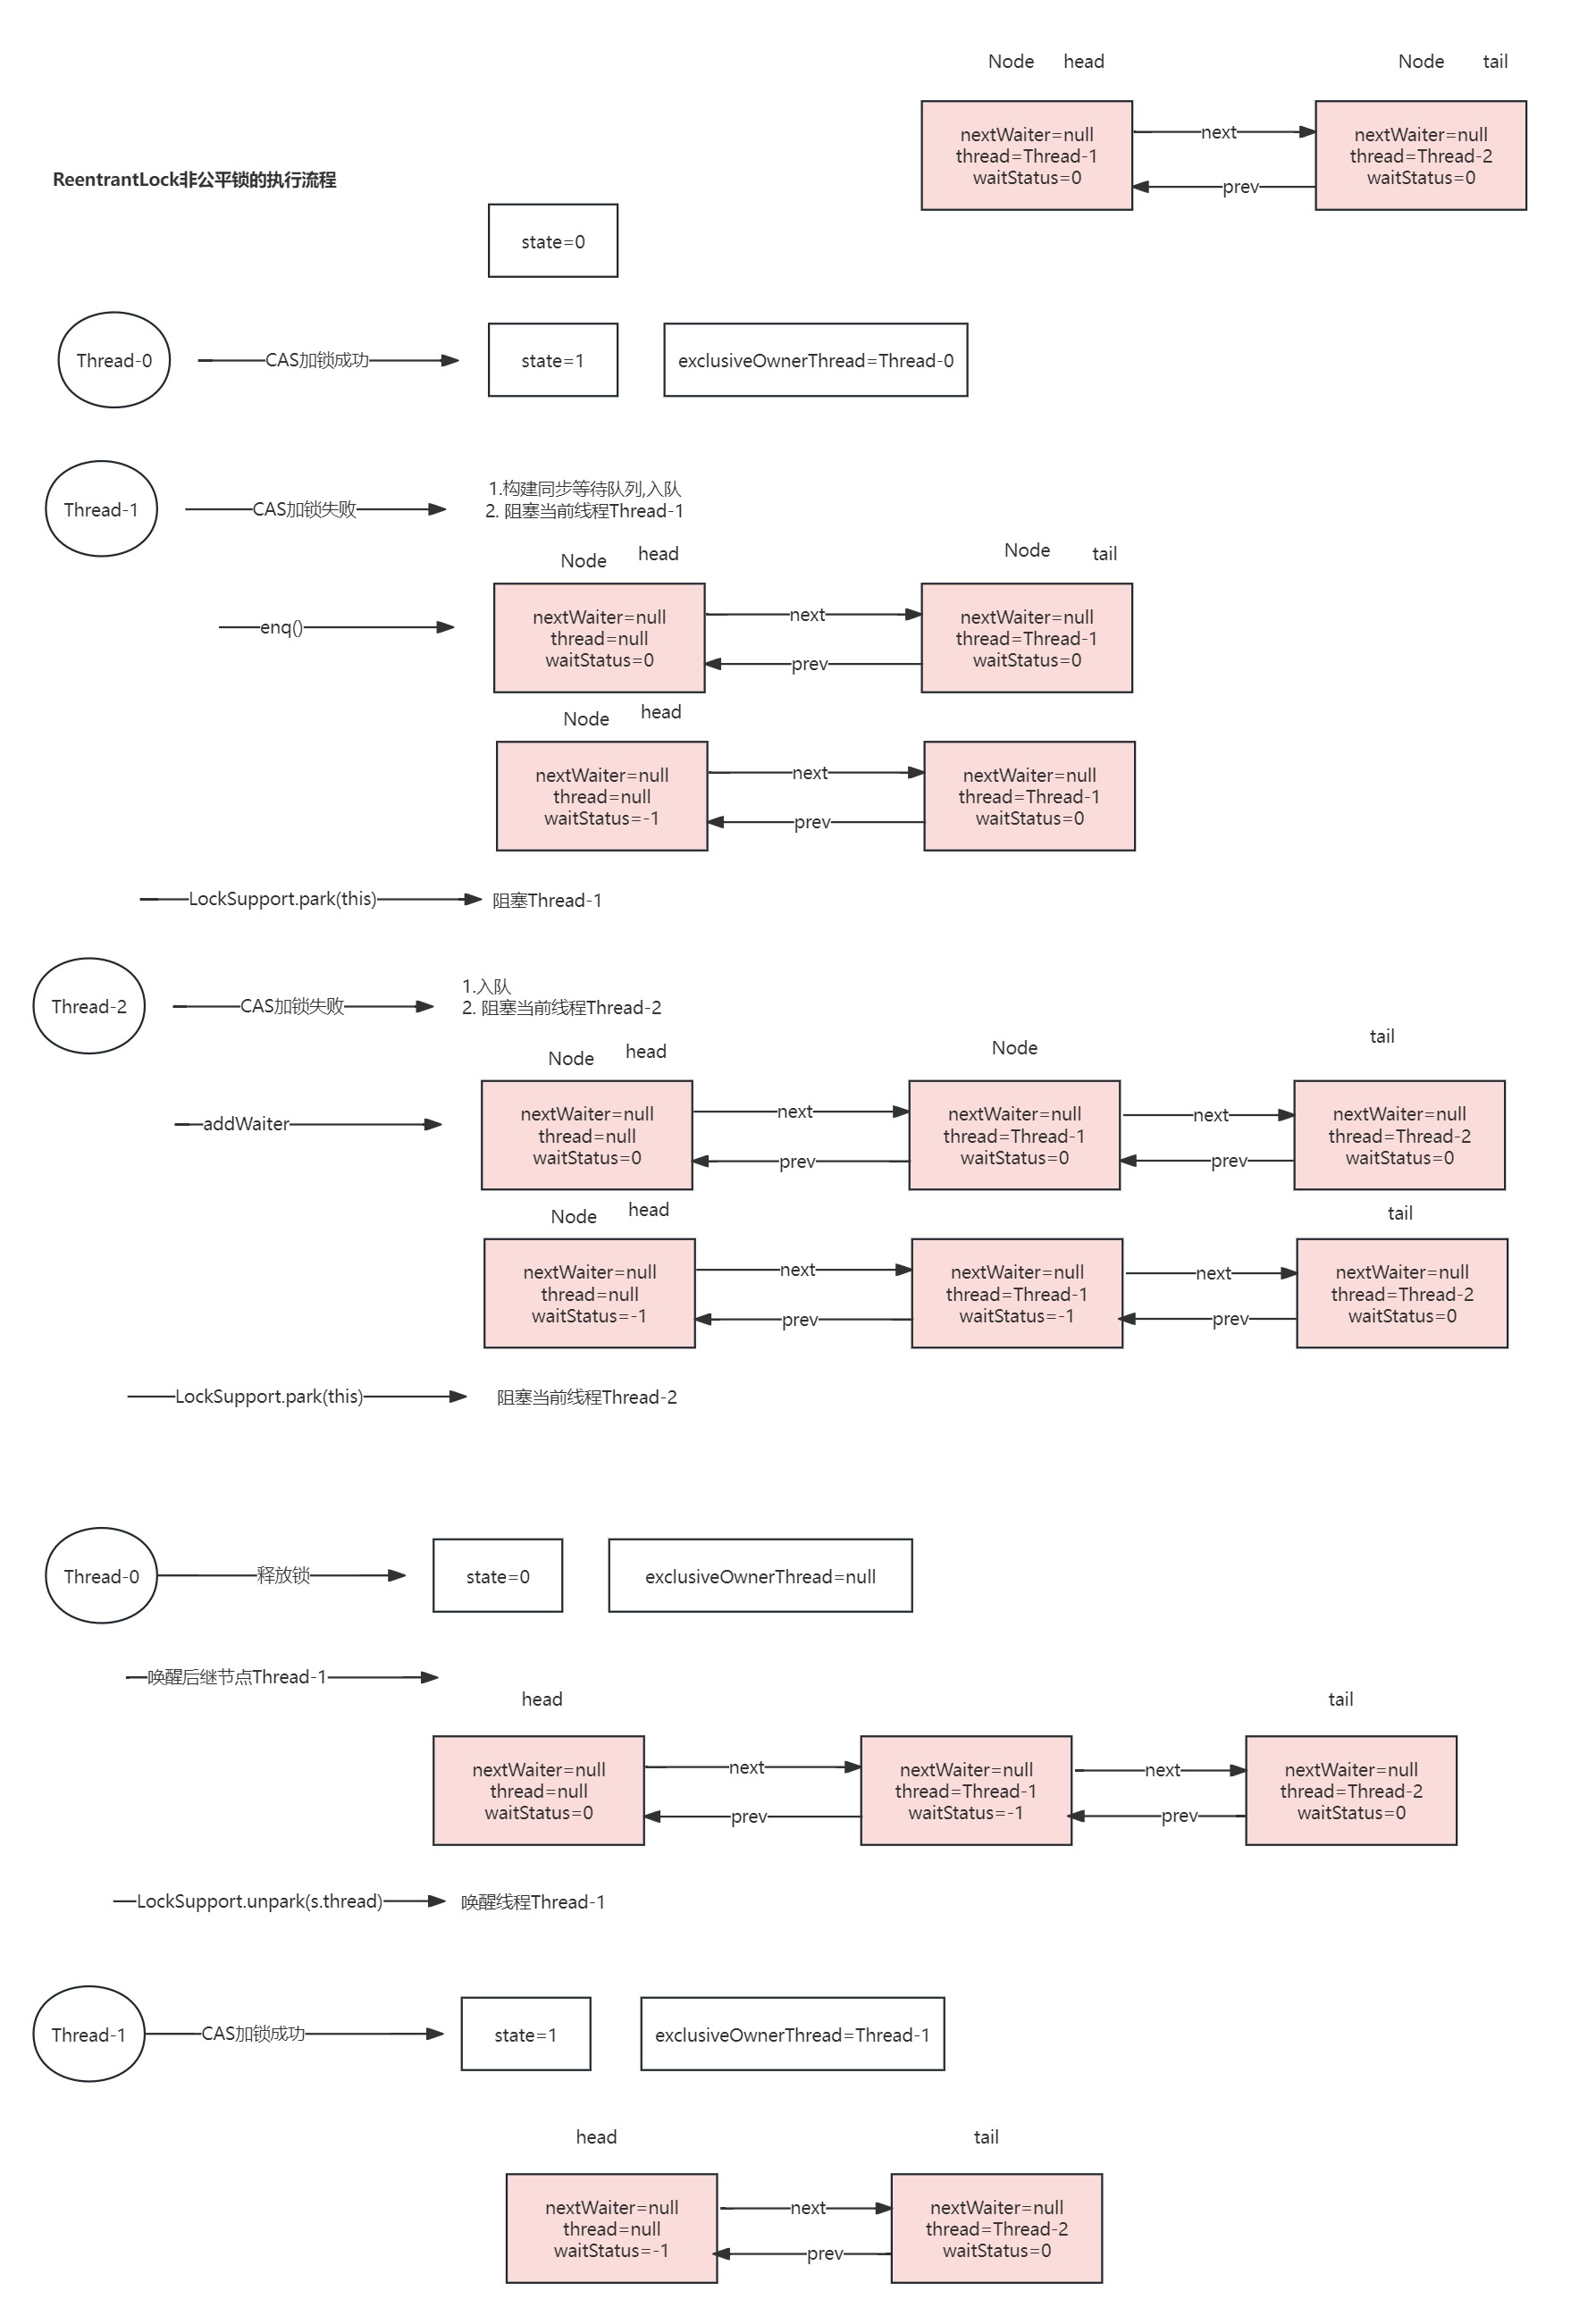 Node head
Node tail
nextWaiter=null
thread=Thread-1
waitStatus=0
next
prev
nextWaiter=null
thread=Thread-2
waitStatus=0
ReentrantLock非公平锁的执行流程
state=0
Thread-0
CAS加锁成功
state=1
exclusiveOwnerThread=Thread-0
Thread-1
CAS加锁失败
1.构建同步等待队列,入队
2. 阻塞当前线程Thread-1
Node head
Node tail
enq()
nextWaiter=null
thread=null
waitStatus=0
next
prev
nextWaiter=null
thread=Thread-1
waitStatus=0
Node head
nextWaiter=null
thread=null
waitStatus=-1
next
prev
nextWaiter=null
thread=Thread-1
waitStatus=0
LockSupport.park(this)
阻塞Thread-1
Thread-2
CAS加锁失败
1.入队
2. 阻塞当前线程Thread-2
Node head
Node
tail
addWaiter
nextWaiter=null
thread=null
waitStatus=0
next
prev
nextWaiter=null
thread=Thread-1
waitStatus=0
next
prev
nextWaiter=null
thread=Thread-2
waitStatus=0
Node head
tail
nextWaiter=null
thread=null
waitStatus=-1
next
prev
nextWaiter=null
thread=Thread-1
waitStatus=-1
next
prev
nextWaiter=null
thread=Thread-2
waitStatus=0
LockSupport.park(this)
阻塞当前线程Thread-2
Thread-0
释放锁
state=0
exclusiveOwnerThread=null
唤醒后继节点Thread-1
head
tail
nextWaiter=null
thread=null
waitStatus=0
next
prev
nextWaiter=null
thread=Thread-1
waitStatus=-1
next
prev
nextWaiter=null
thread=Thread-2
waitStatus=0
LockSupport.unpark(s.thread)
唤醒线程Thread-1
Thread-1
CAS加锁成功
state=1
exclusiveOwnerThread=Thread-1
head
tail
nextWaiter=null
thread=null
waitStatus=-1
next
prev
nextWaiter=null
thread=Thread-2
waitStatus=0